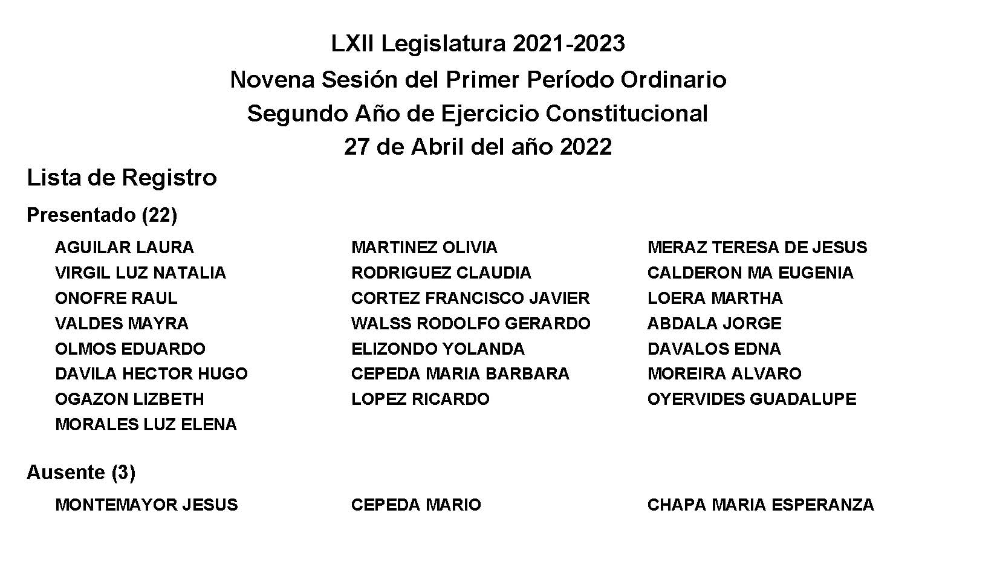 LXII Legislatura 2021-2023
Novena Sesión del Primer Período Ordinario
Segundo Año de Ejercicio Constitucional
27 de Abril del año 2022
Lista de Registro
Presentado (22)
AGUILAR LAURA MARTINEZ OLIVIA MERAZ TERESA DE JESUS
VIRGIL LUZ NATALIA RODRIGUEZ CLAUDIA CALDERON MA EUGENIA
ONOFRE RAUL CORTEZ FRANCISCO JAVIER LOERA MARTHA
VALDES MAYRA WALSS RODOLFO GERARDO ABDALA JORGE
OLMOS EDUARDO ELIZONDO YOLANDA DAVALOS EDNA
DAVILA HECTOR HUGO CEPEDA MARIA BARBARA MOREIRA ALVARO
OGAZON LIZBETH LOPEZ RICARDO OYERVIDES GUADALUPE
MORALES LUZ ELENA
Ausente (3)
MONTEMAYOR JESUS CEPEDA MARIO CHAPA MARIA ESPERANZA